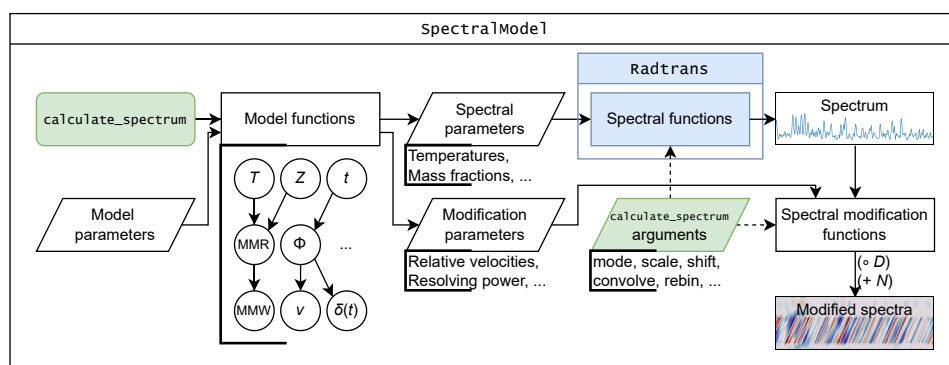 SpectralModel
Radtrans
calculate_spectrum
Model functions
Spectral
parameters
Spectral functions
Spectrum
Temperatures,
Mass fractions, ...
T
Z
t
Model
parameters
MMR
Φ
...
Modification
parameters
calculate_spectrum
arguments
Spectral modification
functions
Relative velocities,
Resolving power, ...
mode, scale, shift,
convolve, rebin, ...
(∘ D)
(+ N)
MMW
v
δ(t)
Modified spectra